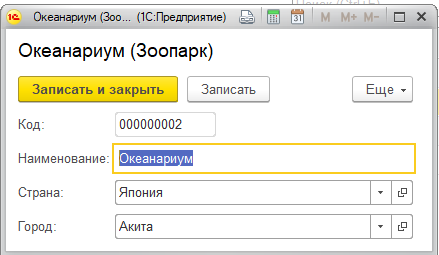 Океанариум (Зоо... (1С:Предприятие) M M+ M-
Океанариум (Зоопарк)
Записать и закрыть Записать Еще
Код: 000000002
Наименование: Океанариум
Страна: Япония
Город: Акита